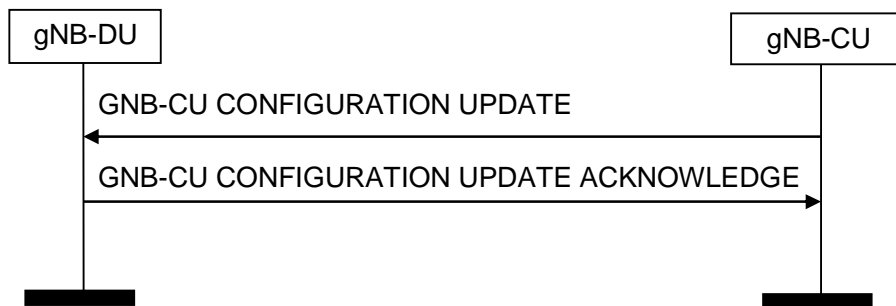 gNB-DU
gNB-CU
GNB-CU CONFIGURATION UPDATE
GNB-CU CONFIGURATION UPDATE ACKNOWLEDGE